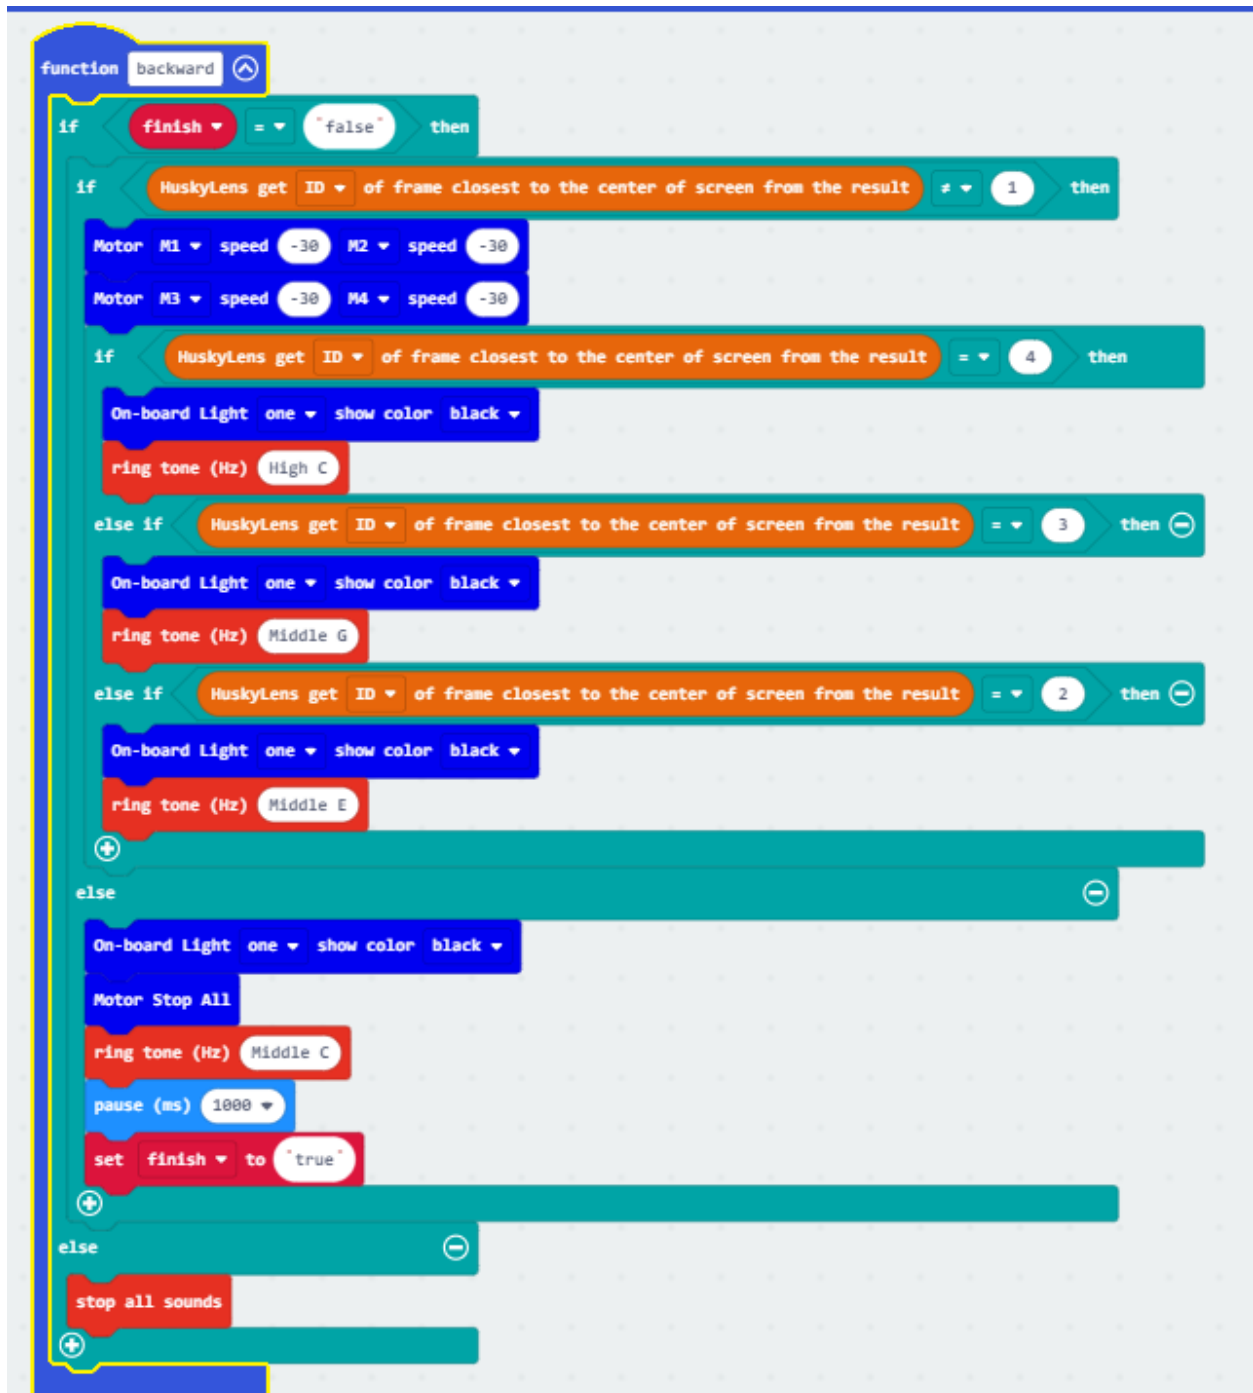 function backward
if finish = "false" then
if HuskyLens get ID of frame closest to the center of screen from the result ≠ 1 then
Motor M1 speed -30 M2 speed -30
Motor M3 speed -30 M4 speed -30
if HuskyLens get ID of frame closest to the center of screen from the result = 4 then
On-board Light one show color black
ring tone (Hz) High C
else if HuskyLens get ID of frame closest to the center of screen from the result = 3 then
On-board Light one show color black
ring tone (Hz) Middle G
else if HuskyLens get ID of frame closest to the center of screen from the result = 2 then
On-board Light one show color black
ring tone (Hz) Middle E
else
On-board Light one show color black
Motor Stop All
ring tone (Hz) Middle C
pause (ms) 1000
set finish to "true"
else
stop all sounds